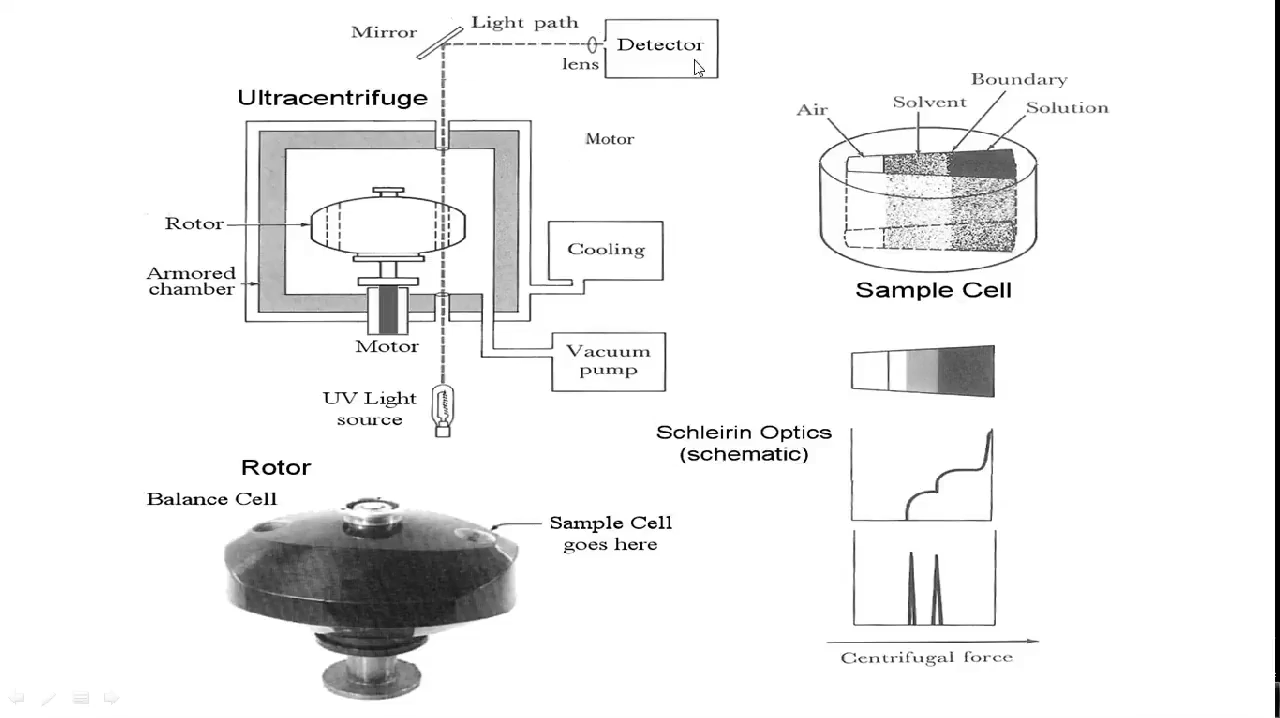 Mirror
Light path
lens
Detector
Ultracentrifuge
Motor
Rotor
Armored
chamber
Cooling
Motor
Vacuum
pump
UV Light
source
Rotor
Balance Cell
Sample Cell
goes here
Boundary
Solvent
Air
Solution
Sample Cell
Schleirin Optics
(schematic)
Centrifugal force